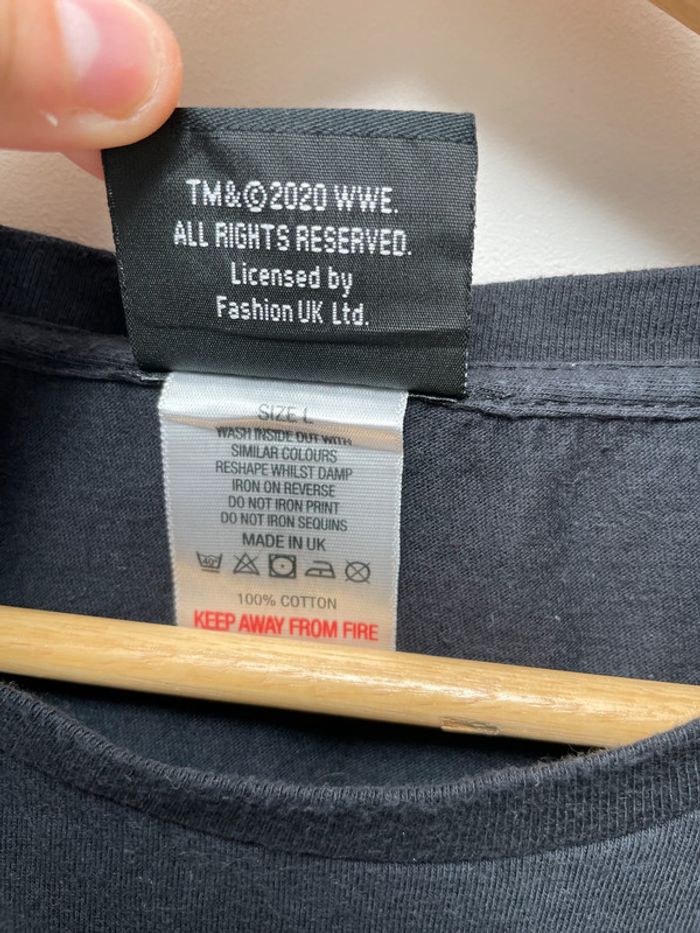 TM&©2020 WWE.
ALL RIGHTS RESERVED.
Licensed by
Fashion UK Ltd.
SIZE L
WASH INSIDE OUT WITH
SIMILAR COLOURS
RESHAPE WHILST DAMP
IRON ON REVERSE
DO NOT IRON PRINT
DO NOT IRON SEQUINS
MADE IN UK
40°
100% COTTON
KEEP AWAY FROM FIRE